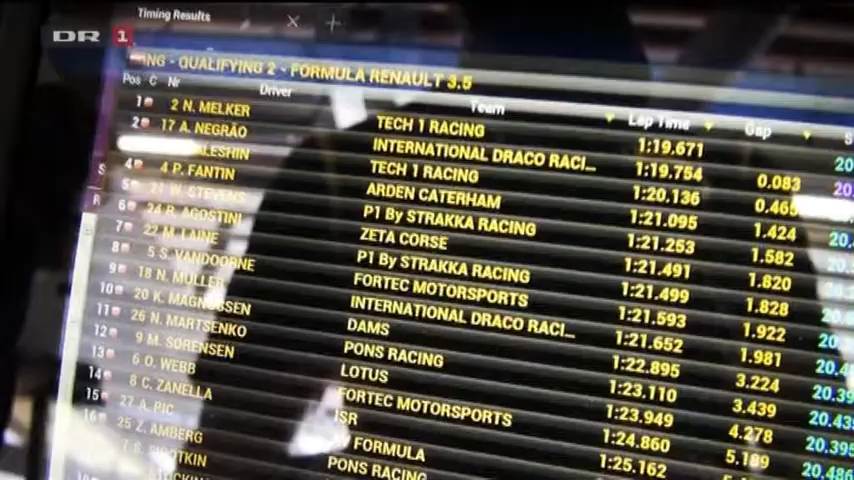 DR 1
Timing Results
QUALIFYING 2 - FORMULA RENAULT 3.5
Pos C Nr Driver Team Lap Time Gap
1 2 N. MELKER TECH 1 RACING 1:19.671
2 17 A. NEGRÃO INTERNATIONAL DRACO RACI... 1:19.754 0.083
TECH 1 RACING 1:20.136 0.465
4 4 P. FANTIN ARDEN CATERHAM 1:21.095 1.424
5 W. STEVENS P1 By STRAKKA RACING 1:21.253 1.582
6 24 R. AGOSTINI ZETA CORSE 1:21.491 1.820
7 22 M. LAINE P1 By STRAKKA RACING 1:21.499 1.828
8 5 S. VANDOORNE FORTEC MOTORSPORTS 1:21.593 1.922
9 18 N. MÜLLER INTERNATIONAL DRACO RACI... 1:21.652 1.981
10 20 K. MAGNUSSEN DAMS 1:22.895 3.224
11 26 N. MARTSENKO PONS RACING 1:23.110 3.439
12 9 M. SORENSEN LOTUS 1:23.949 4.278
13 6 O. WEBB FORTEC MOTORSPORTS 1:24.860 5.189
14 8 C. ZANELLA ISR 1:25.162
15 27 A. PIC FORMULA
16 25 Z. AMBERG PONS RACING